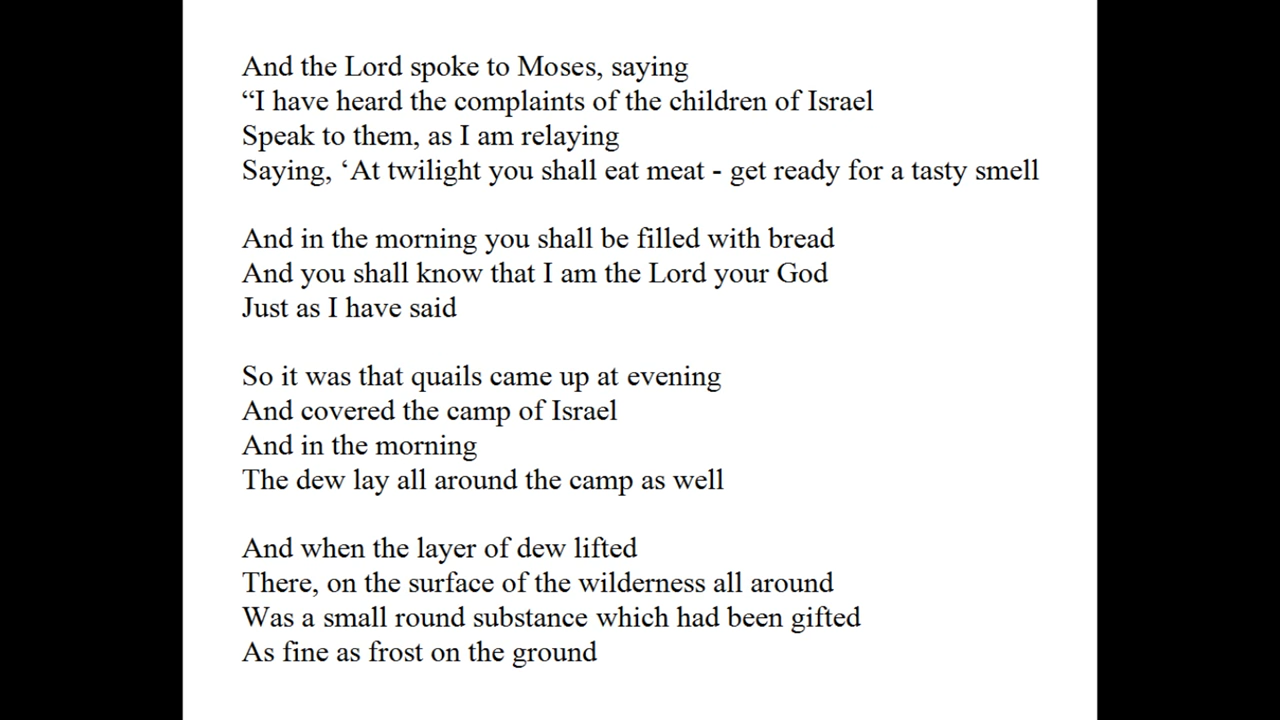 And the Lord spoke to Moses, saying
“I have heard the complaints of the children of Israel
Speak to them, as I am relaying
Saying, ‘At twilight you shall eat meat - get ready for a tasty smell
And in the morning you shall be filled with bread
And you shall know that I am the Lord your God
Just as I have said
So it was that quails came up at evening
And covered the camp of Israel
And in the morning
The dew lay all around the camp as well
And when the layer of dew lifted
There, on the surface of the wilderness all around
Was a small round substance which had been gifted
As fine as frost on the ground